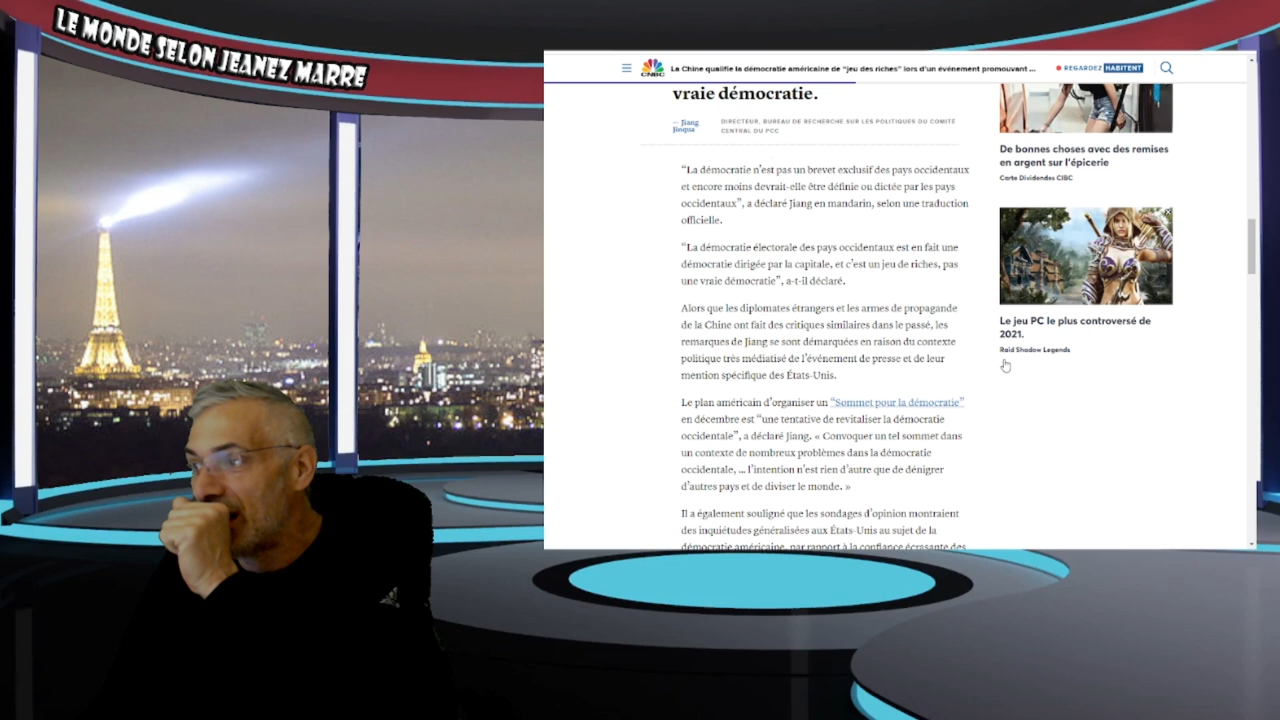 LE MONDE SELON JEANEZ MARRE
CNBC
La Chine qualifie la démocratie américaine de “jeu des riches” lors d’un événement promouvant ...
REGARDEZ HABITENT
vraie démocratie.
— Jiang
Jinqua
DIRECTEUR, BUREAU DE RECHERCHE SUR LES POLITIQUES DU COMITÉ
CENTRAL DU PCC
“La démocratie n’est pas un brevet exclusif des pays occidentaux
et encore moins devrait-elle être définie ou dictée par les pays
occidentaux”, a déclaré Jiang en mandarin, selon une traduction
officielle.
“La démocratie électorale des pays occidentaux est en fait une
démocratie dirigée par la capitale, et c’est un jeu de riches, pas
une vraie démocratie”, a-t-il déclaré.
Alors que les diplomates étrangers et les armes de propagande
de la Chine ont fait des critiques similaires dans le passé, les
remarques de Jiang se sont démarquées en raison du contexte
politique très médiatisé de l’événement de presse et de leur
mention spécifique des États-Unis.
Le plan américain d’organiser un “Sommet pour la démocratie”
en décembre est “une tentative de revitaliser la démocratie
occidentale”, a déclaré Jiang. « Convoquer un tel sommet dans
un contexte de nombreux problèmes dans la démocratie
occidentale, ... l’intention n’est rien d’autre que de dénigrer
d’autres pays et de diviser le monde. »
Il a également souligné que les sondages d’opinion montraient
des inquiétudes généralisées aux États-Unis au sujet de la
démocratie américaine, par rapport à la confiance écrasante des
De bonnes choses avec des remises
en argent sur l’épicerie
Carte Dividendes CIBC
Le jeu PC le plus controversé de
2021.
Raid Shadow Legends